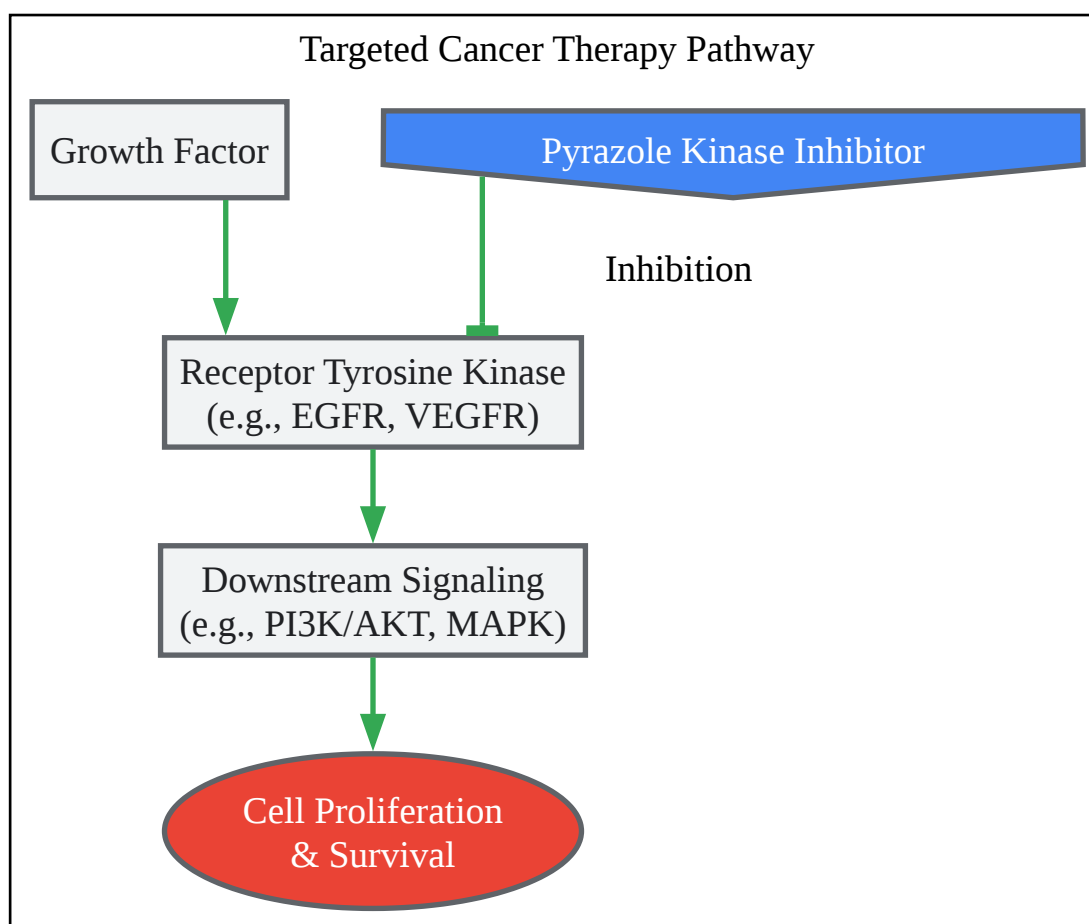 Targeted Cancer Therapy Pathway
Growth Factor
Pyrazole Kinase Inhibitor
Inhibition
Receptor Tyrosine Kinase
(e.g., EGFR, VEGFR)
Downstream Signaling
(e.g., PI3K/AKT, MAPK)
Cell Proliferation
& Survival